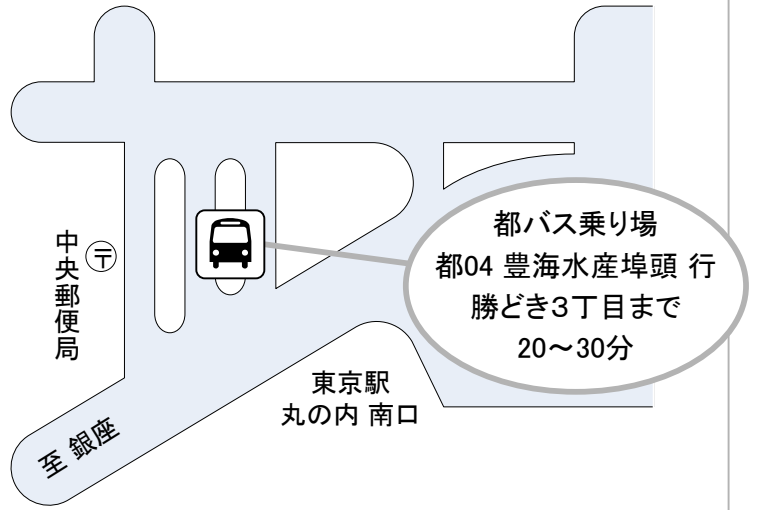 都バス乗り場
都04 豊海水産埠頭 行
勝どき3丁目まで
20～30分
中央郵便局
〒
東京駅
丸の内 南口
至 銀座